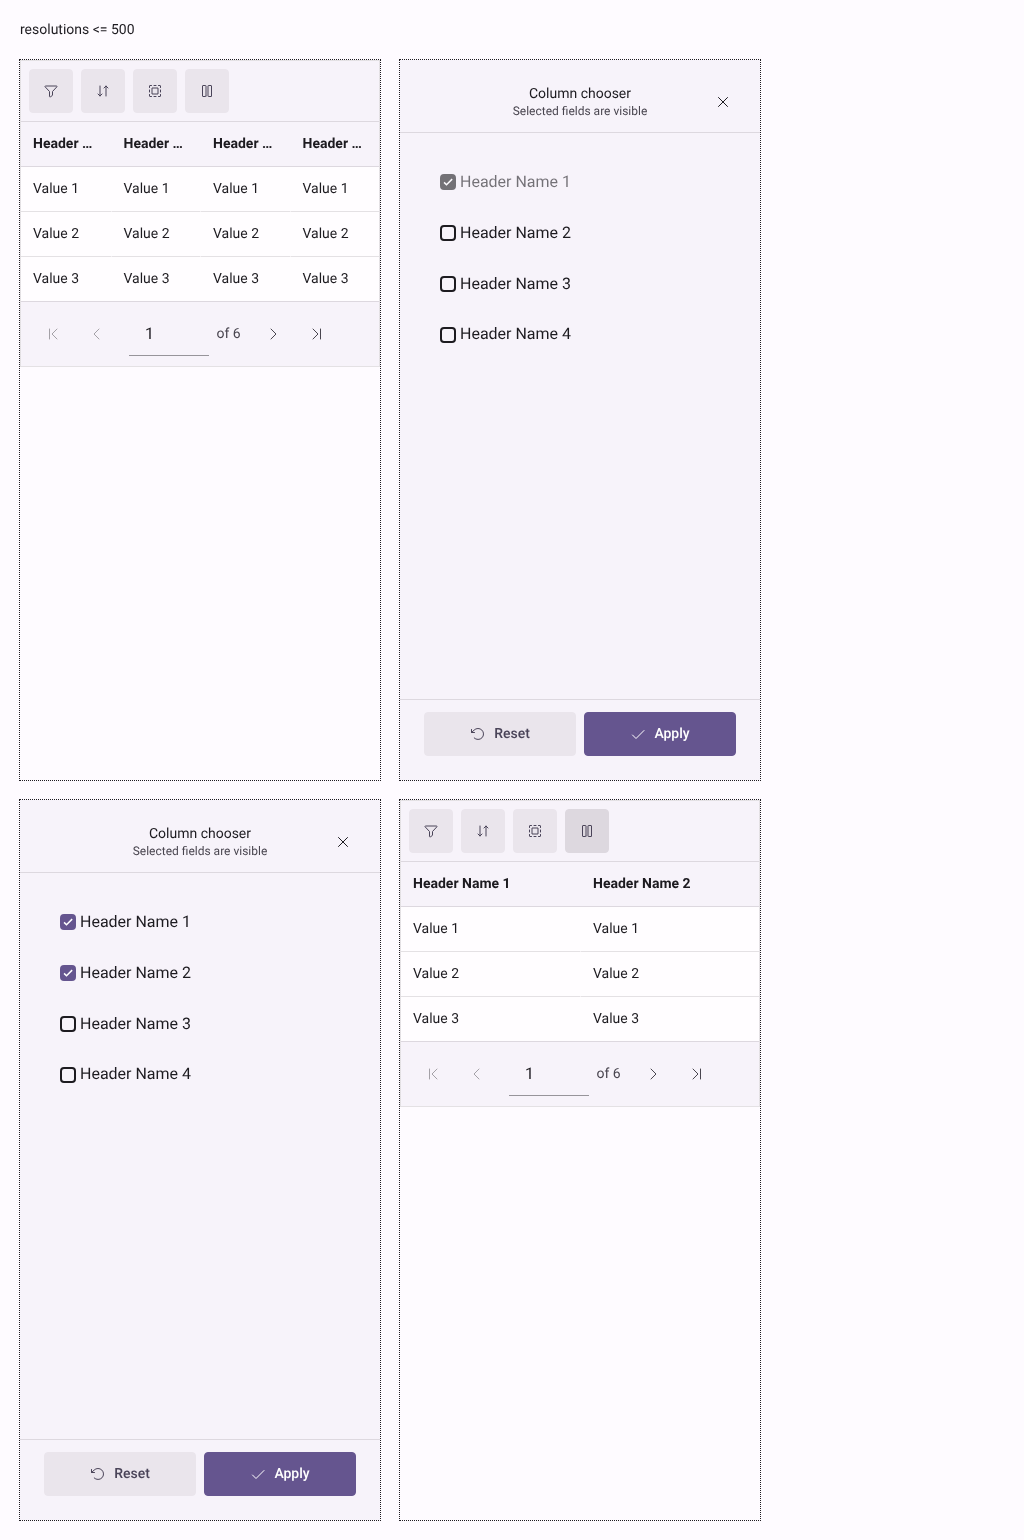 resolutions <= 500
Header ... Header ... Header ... Header ...
Value 1 Value 1 Value 1 Value 1
Value 2 Value 2 Value 2 Value 2
Value 3 Value 3 Value 3 Value 3
1 of 6
Column chooser
Selected fields are visible
Header Name 1
Header Name 2
Header Name 3
Header Name 4
Reset Apply
Column chooser
Selected fields are visible
Header Name 1
Header Name 2
Header Name 3
Header Name 4
Reset Apply
Header Name 1 Header Name 2
Value 1 Value 1
Value 2 Value 2
Value 3 Value 3
1 of 6